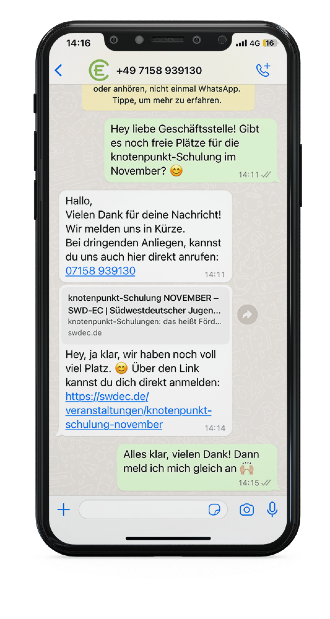 14:16
4G 16
+49 7158 939130
oder anhören, nicht einmal WhatsApp.
Tippe, um mehr zu erfahren.
Hey liebe Geschäftsstelle! Gibt
es noch freie Plätze für die
knotenpunkt-Schulung im
November? 😊
14:11
Hallo,
Vielen Dank für deine Nachricht!
Wir melden uns in Kürze.
Bei dringenden Anliegen, kannst
du uns auch hier direkt anrufen:
07158 939130
14:11
knotenpunkt-Schulung NOVEMBER –
SWD-EC | Südwestdeutscher Jugen...
knotenpunkt-Schulungen: das heißt Förd...
swdec.de
Hey, ja klar, wir haben noch voll
viel Platz. 😊 Über den Link
kannst du dich direkt anmelden:
https://swdec.de/
veranstaltungen/knotenpunkt-
schulung-november
14:14
Alles klar, vielen Dank! Dann
meld ich mich gleich an 🙌🏼
14:15